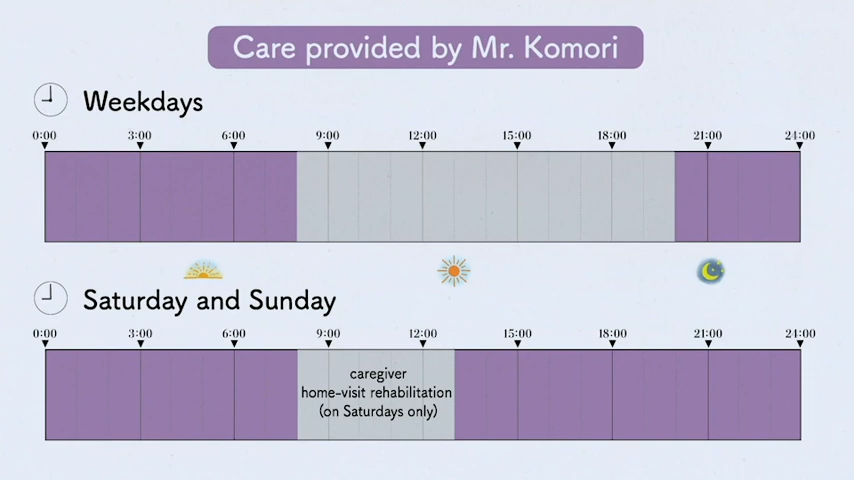 Care provided by Mr. Komori
Weekdays
0:00 3:00 6:00 9:00 12:00 15:00 18:00 21:00 24:00
Saturday and Sunday
0:00 3:00 6:00 9:00 12:00 15:00 18:00 21:00 24:00
caregiver
home-visit rehabilitation
(on Saturdays only)